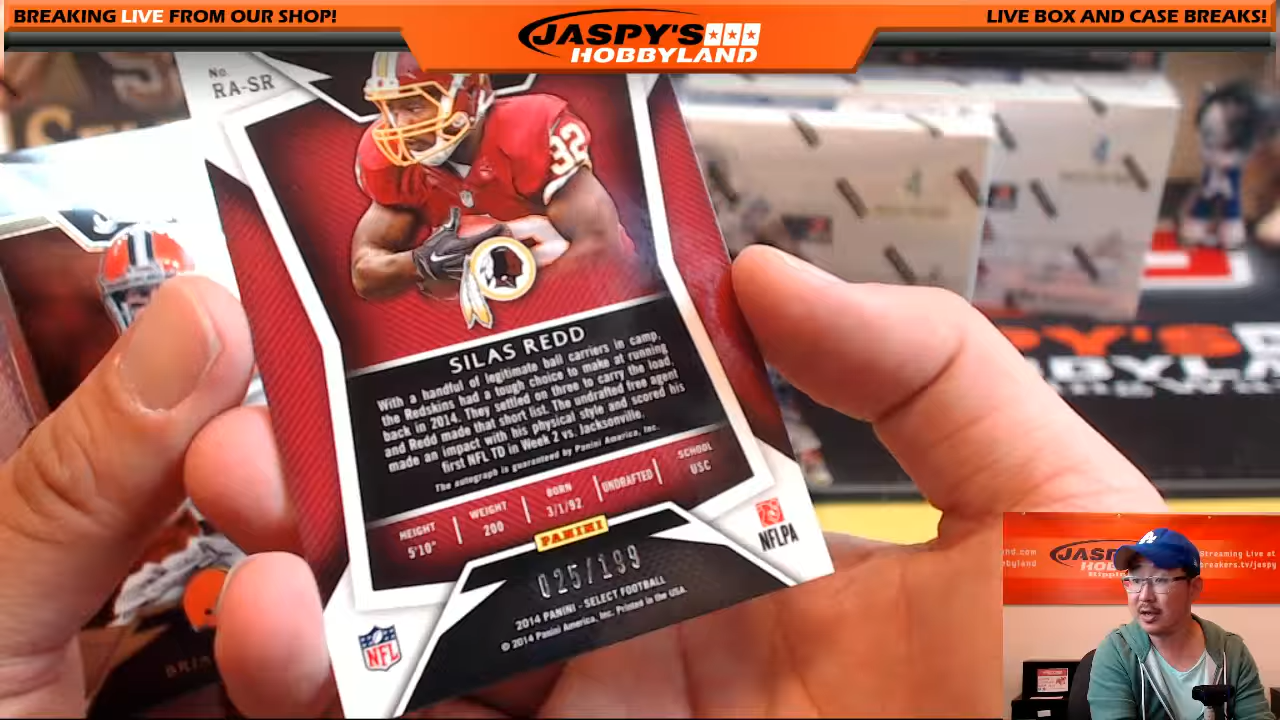 BREAKING LIVE FROM OUR SHOP!
JASPY'S
HOBBYLAND
LIVE BOX AND CASE BREAKS!
No.
RA-SR
32
SILAS REDD
With a handful of legitimate ball carriers in camp,
the Redskins had a tough choice to make at running
back in 2014. They settled on three to carry the load,
and Redd made that short list. The undrafted free agent
made an impact with his physical style and scored his
first NFL TD in Week 2 vs. Jacksonville.
The autograph is guaranteed by Panini America, Inc.
HEIGHT
5'10"
WEIGHT
200
BORN
3/1/92
UNDRAFTED
SCHOOL
USC
PANINI
025/199
2014 PANINI - SELECT FOOTBALL
© 2014 Panini America, Inc. Printed in the USA.
NFL
NFLPA
4
4
Streaming Live at